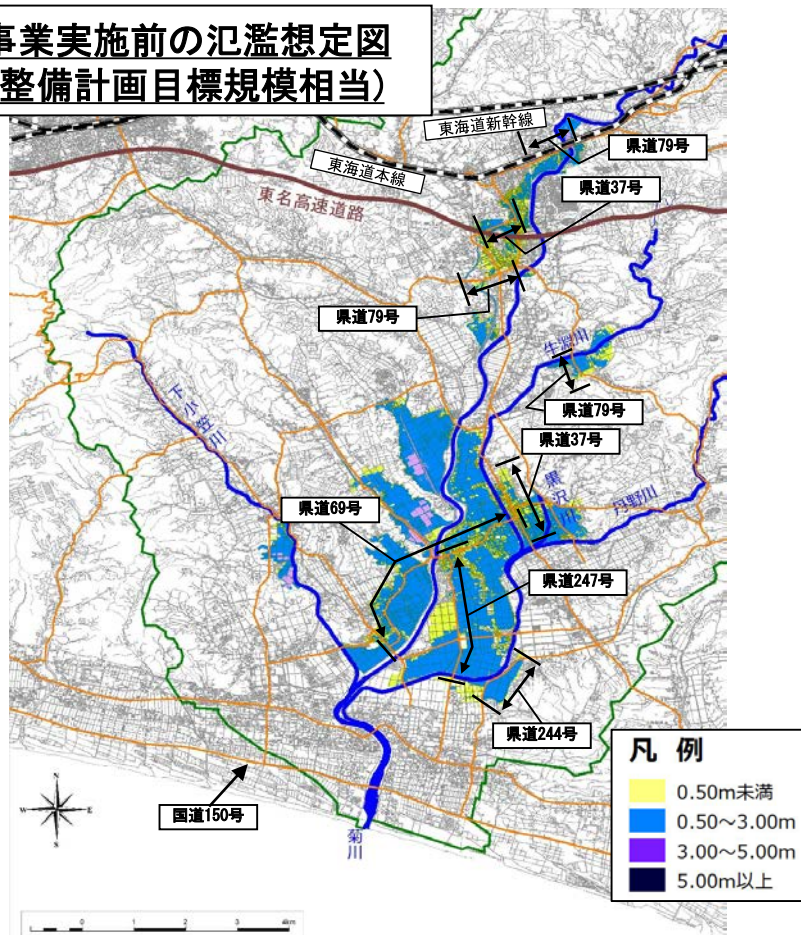 事業実施前の氾濫想定図
整備計画目標規模相当）
東海道新幹線
県道79号
東海道本線
県道37号
東名高速道路
県道79号
牛淵川
県道79号
下小笠川
県道37号
黒沢川
丹野川
県道69号
県道247号
県道244号
国道150号
菊川
N
W
E
S
凡 例
0.50m未満
0.50～3.00m
3.00～5.00m
5.00m以上
0 1 2 3 4km